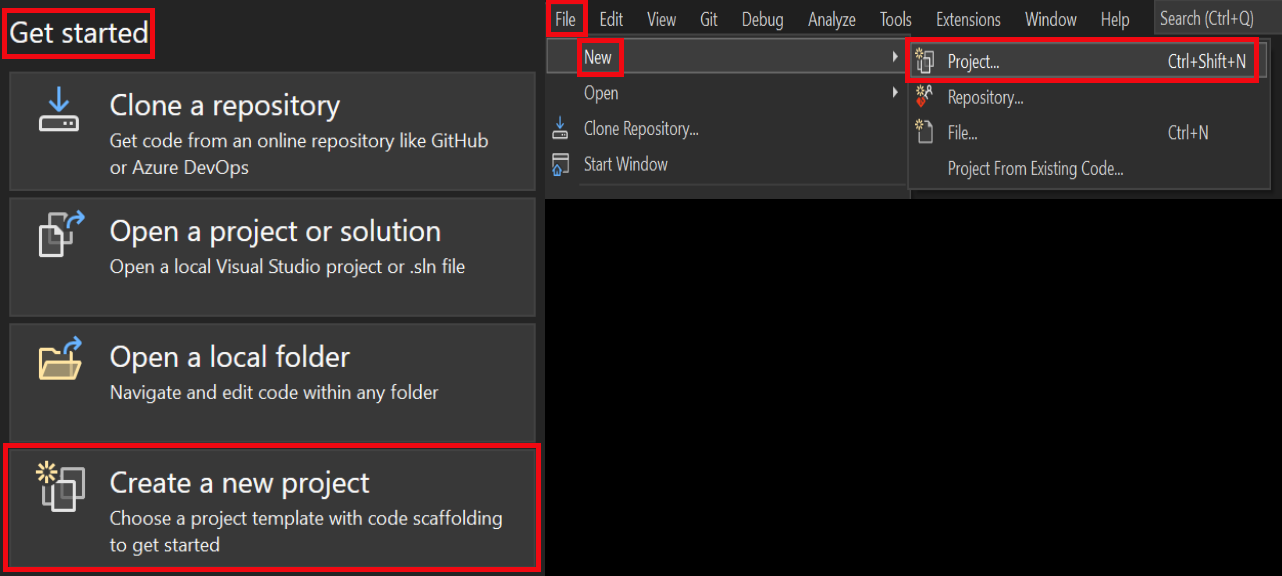 Get started
Clone a repository
Get code from an online repository like GitHub
or Azure DevOps
Open a project or solution
Open a local Visual Studio project or .sln file
Open a local folder
Navigate and edit code within any folder
Create a new project
Choose a project template with code scaffolding
to get started
File Edit View Git Debug Analyze Tools Extensions Window Help Search (Ctrl+Q)
New
Open
Clone Repository...
Start Window
Project... Ctrl+Shift+N
Repository...
File... Ctrl+N
Project From Existing Code...